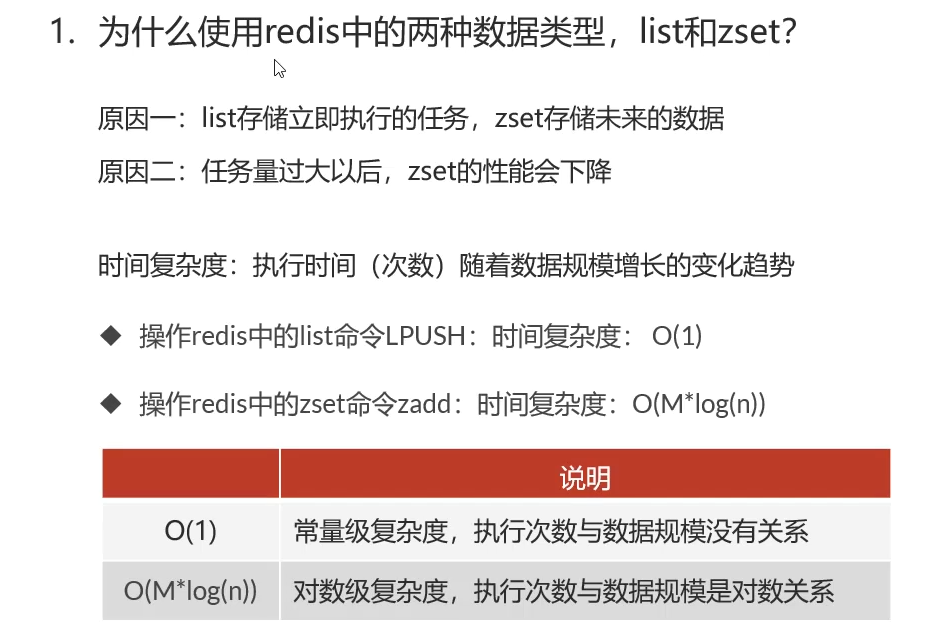 1. 为什么使用redis中的两种数据类型，list和zset？
原因一：list存储立即执行的任务，zset存储未来的数据
原因二：任务量过大以后，zset的性能会下降
时间复杂度：执行时间（次数）随着数据规模增长的变化趋势
◆ 操作redis中的list命令LPUSH：时间复杂度： O(1)
◆ 操作redis中的zset命令zadd：时间复杂度：O(M*log(n))
说明
O(1) 常量级复杂度，执行次数与数据规模没有关系
O(M*log(n)) 对数级复杂度，执行次数与数据规模是对数关系